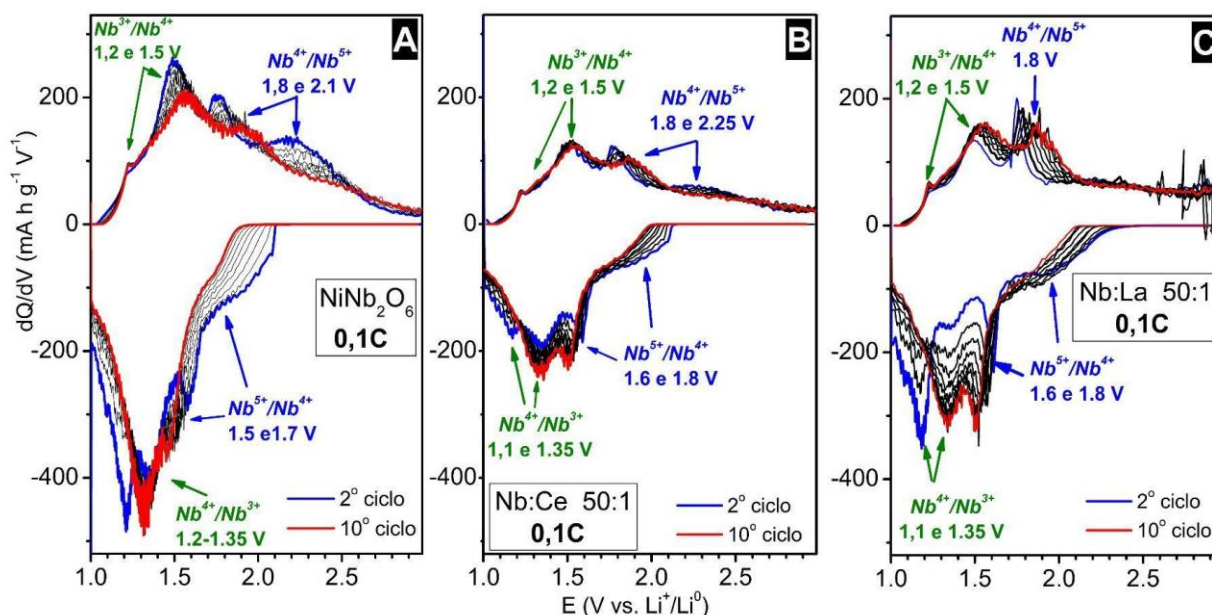 A
Nb³⁺/Nb⁴⁺
1,2 e 1.5 V
Nb⁴⁺/Nb⁵⁺
1,8 e 2.1 V
200
0
-200
-400
dQ/dV (mA h g⁻¹ V⁻¹)
NiNb₂O₆
0,1C
Nb⁵⁺/Nb⁴⁺
1.5 e1.7 V
Nb⁴⁺/Nb³⁺
1.2-1.35 V
2° ciclo
10° ciclo
1.0 1.5 2.0 2.5
B
Nb³⁺/Nb⁴⁺
1,2 e 1.5 V
Nb⁴⁺/Nb⁵⁺
1.8 e 2.25 V
200
0
-200
-400
Nb⁵⁺/Nb⁴⁺
1.6 e 1.8 V
Nb⁴⁺/Nb³⁺
1,1 e 1.35 V
Nb:Ce 50:1
0,1C
2° ciclo
10° ciclo
1.0 1.5 2.0 2.5
E (V vs. Li⁺/Li⁰)
C
Nb⁴⁺/Nb⁵⁺
1.8 V
Nb³⁺/Nb⁴⁺
1,2 e 1.5 V
200
0
-200
-400
Nb:La 50:1
0,1C
Nb⁵⁺/Nb⁴⁺
1.6 e 1.8 V
Nb⁴⁺/Nb³⁺
1,1 e 1.35 V
2° ciclo
10° ciclo
1.0 1.5 2.0 2.5